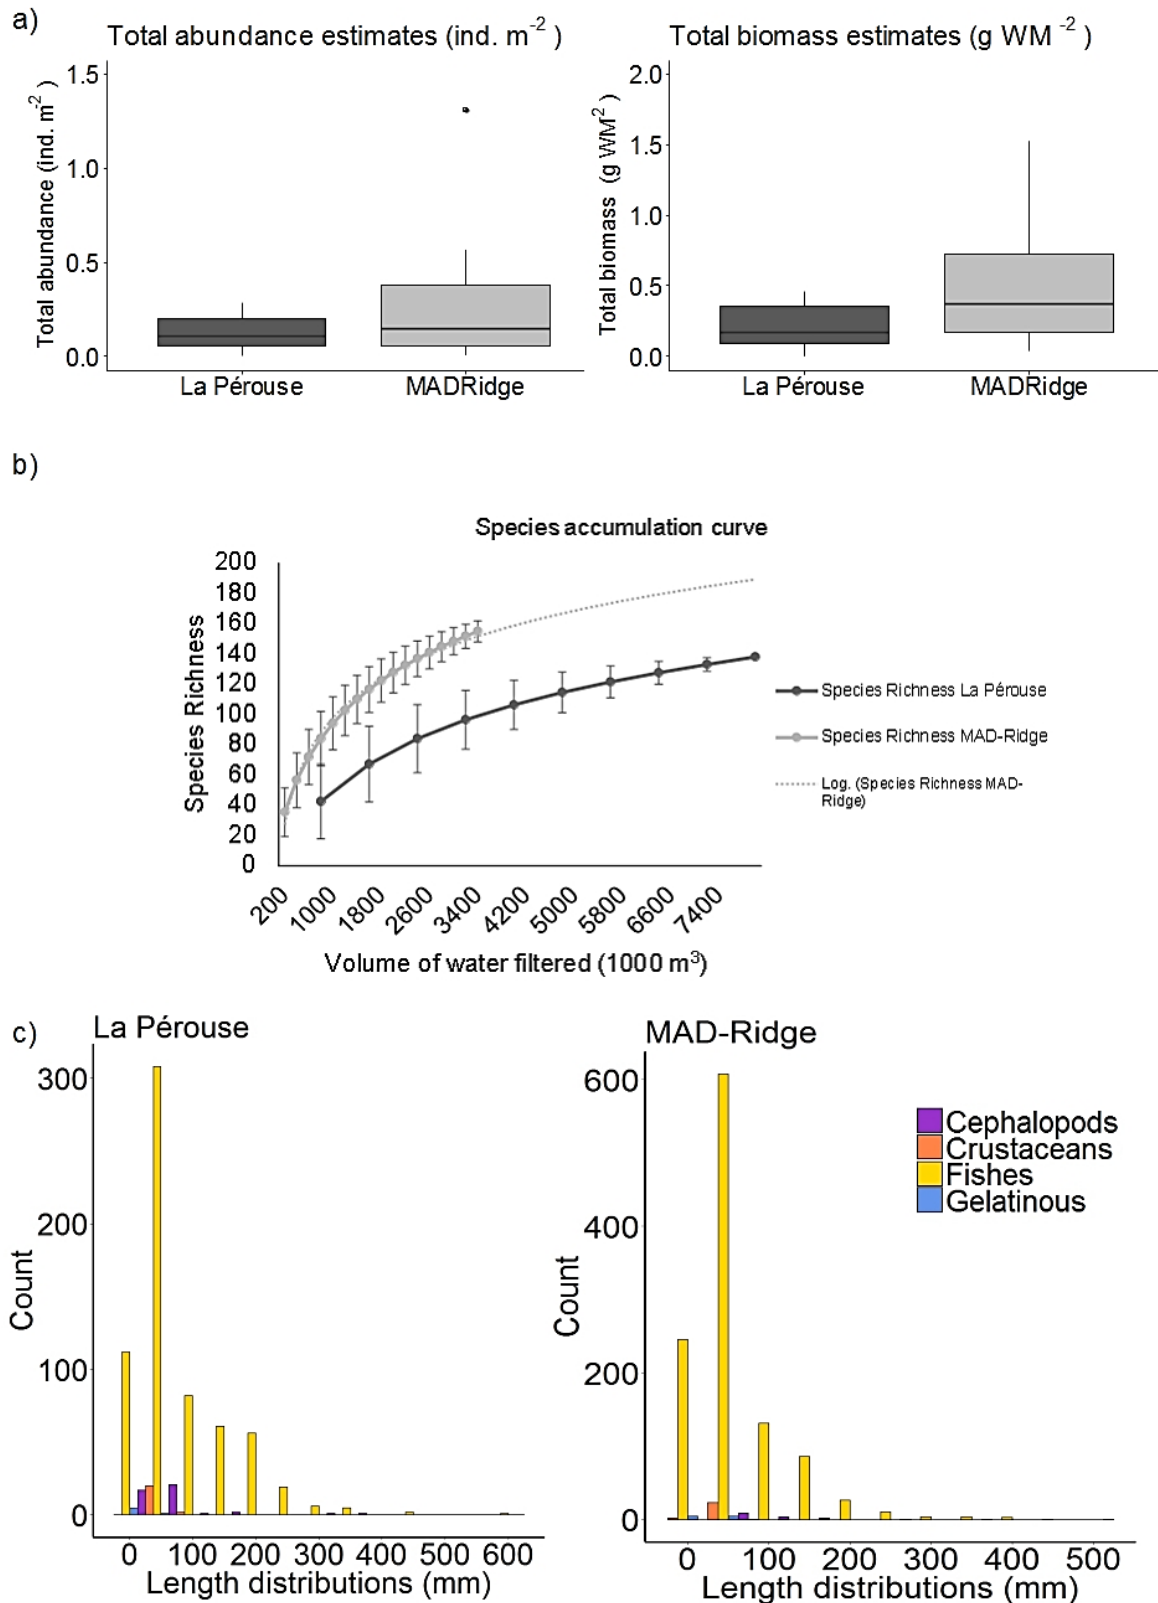 a)
Total abundance estimates (ind. m-2 )
Total biomass estimates (g WM -2 )
Total abundance (ind. m-2 )
1.5
1.0
0.5
0.0
La Pérouse
MADRidge
Total biomass (g WM2 )
2.0
1.5
1.0
0.5
0.0
La Pérouse
MADRidge
b)
Species accumulation curve
Species Richness
200
180
160
140
120
100
80
60
40
20
0
200
1000
1800
2600
3400
4200
5000
5800
6600
7400
Volume of water filtered (1000 m3)
Species Richness La Pérouse
Species Richness MAD-Ridge
Log. (Species Richness MAD-
Ridge)
c)
La Pérouse
Count
300
200
100
0
0 100 200 300 400 500 600
Length distributions (mm)
MAD-Ridge
Count
600
400
200
0
0 100 200 300 400 500
Length distributions (mm)
Cephalopods
Crustaceans
Fishes
Gelatinous